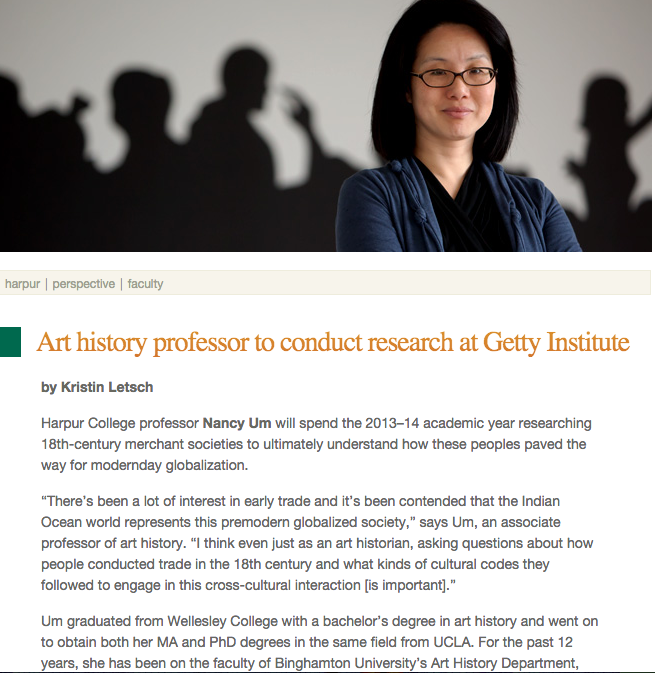 harpur | perspective | faculty
Art history professor to conduct research at Getty Institute
by Kristin Letsch
Harpur College professor Nancy Um will spend the 2013–14 academic year researching
18th-century merchant societies to ultimately understand how these peoples paved the
way for modernday globalization.
“There’s been a lot of interest in early trade and it’s been contended that the Indian
Ocean world represents this premodern globalized society,” says Um, an associate
professor of art history. “I think even just as an art historian, asking questions about how
people conducted trade in the 18th century and what kinds of cultural codes they
followed to engage in this cross-cultural interaction [is important].”
Um graduated from Wellesley College with a bachelor’s degree in art history and went on
to obtain both her MA and PhD degrees in the same field from UCLA. For the past 12
years, she has been on the faculty of Binghamton University’s Art History Department,